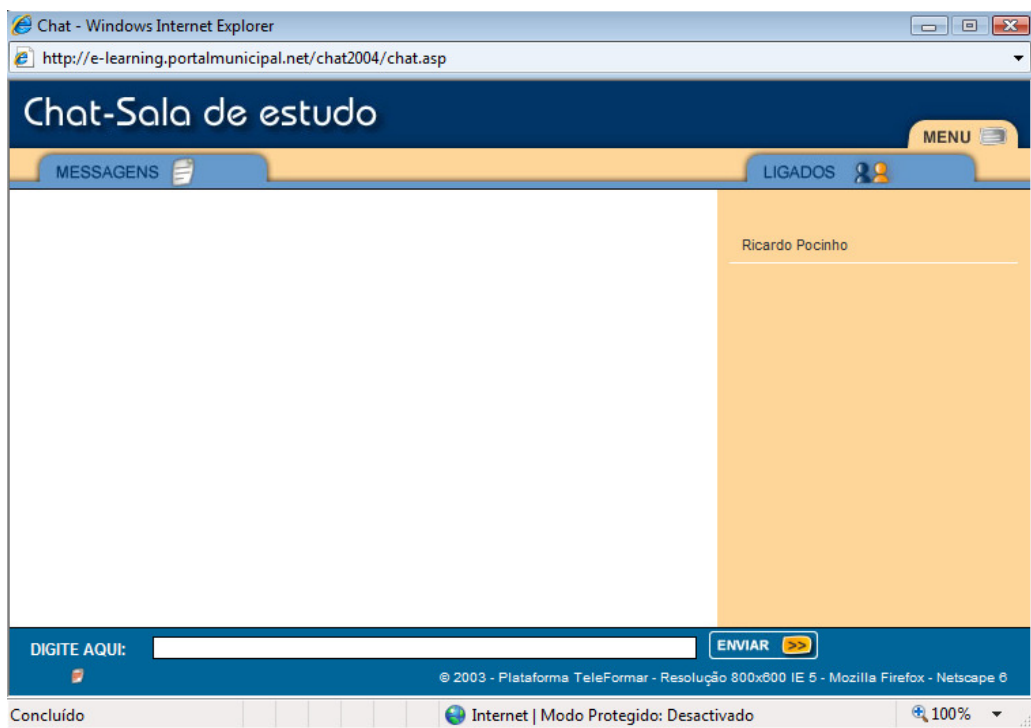 Chat - Windows Internet Explorer
http://e-learning.portalmunicipal.net/chat2004/chat.asp
Chat-Sala de estudo
MENU
MESSAGENS
LIGADOS
Ricardo Pocinho
DIGITE AQUI:
ENVIAR >>
© 2003 - Plataforma TeleFormar - Resolução 800x600 IE 5 - Mozilla Firefox - Netscape 6
Concluído
Internet | Modo Protegido: Desactivado
100%